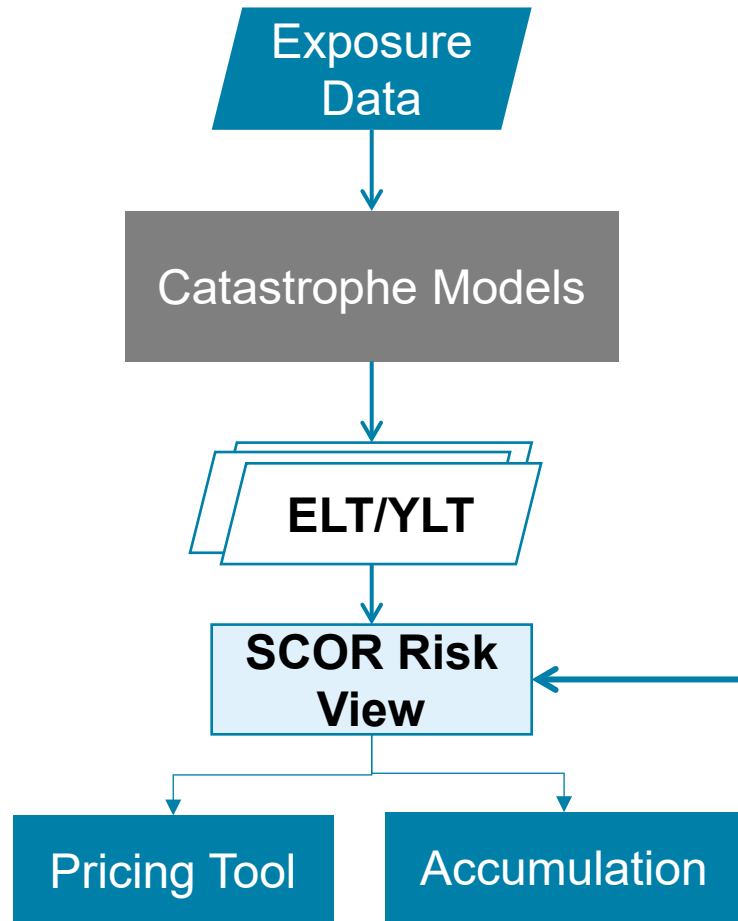 Exposure
Data
Catastrophe Models
ELT/YLT
SCOR Risk
View
Pricing Tool
Accumulation